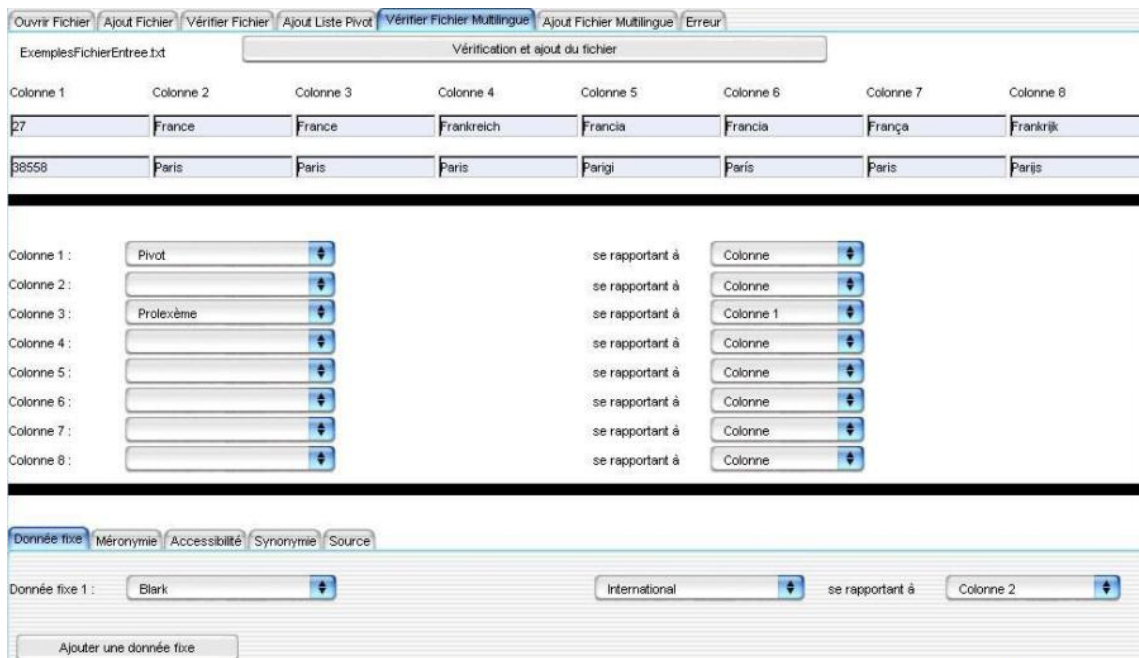 Ouvrir Fichier Ajout Fichier Vérifier Fichier Ajout Liste Pivot Vérifier Fichier Multilingue Ajout Fichier Multilingue Erreur
ExemplesFichierEntree.txt Vérification et ajout du fichier
Colonne 1 Colonne 2 Colonne 3 Colonne 4 Colonne 5 Colonne 6 Colonne 7 Colonne 8
27 France France Frankreich Francia Francia França Frankrijk
38558 Paris Paris Paris Parigi París Paris Parijs
Colonne 1 : Pivot se rapportant à Colonne
Colonne 2 : se rapportant à Colonne
Colonne 3 : Prolexème se rapportant à Colonne 1
Colonne 4 : se rapportant à Colonne
Colonne 5 : se rapportant à Colonne
Colonne 6 : se rapportant à Colonne
Colonne 7 : se rapportant à Colonne
Colonne 8 : se rapportant à Colonne
Donnée fixe Méronymie Accessibilité Synonymie Source
Donnée fixe 1 : Blark International se rapportant à Colonne 2
Ajouter une donnée fixe